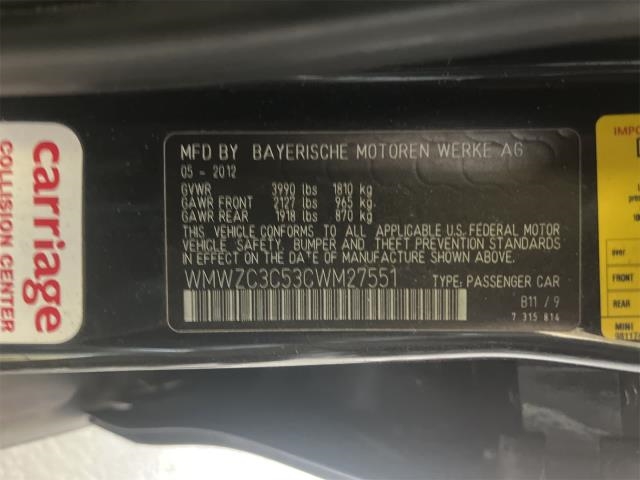 carriage
COLLISION CENTER
MFD BY BAYERISCHE MOTOREN WERKE AG
05 - 2012
GVWR 3990 lbs 1810 kg
GAWR FRONT 2127 lbs 965 kg
GAWR REAR 1918 lbs 870 kg
THIS VEHICLE CONFORMS TO ALL APPLICABLE U.S. FEDERAL MOTOR
VEHICLE SAFETY, BUMPER AND THEFT PREVENTION STANDARDS
IN EFFECT ON THE DATE OF MANUFACTURE SHOWN ABOVE.
WMWZC3C53CWM27551 TYPE: PASSENGER CAR
B11 / 9
7 315 814
MINI